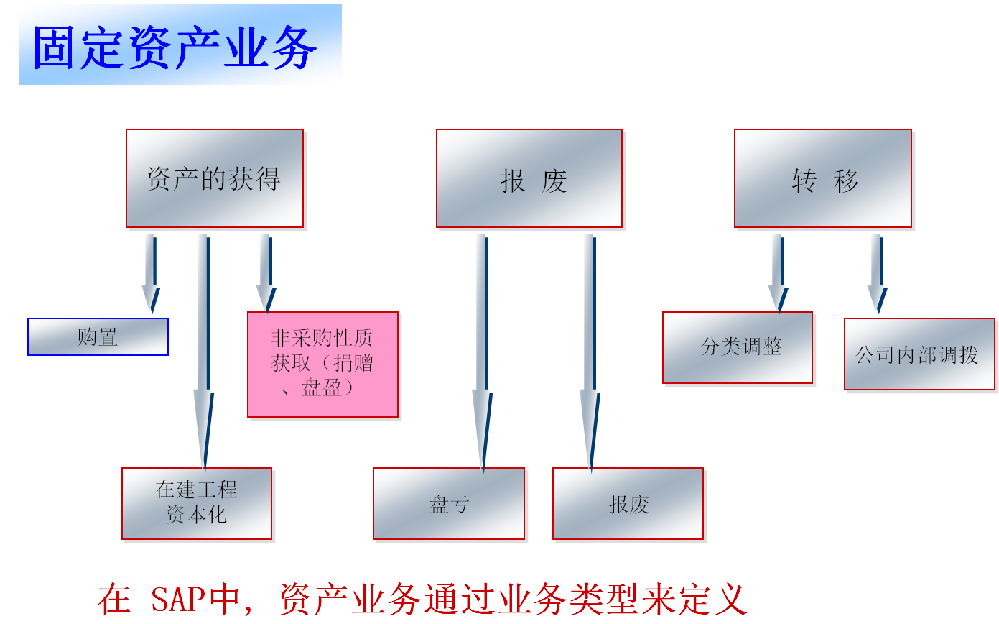 固定资产业务
资产的获得
报 废
转 移
购置
非采购性质
获取（捐赠
、盘盈）
分类调整
公司内部调拨
在建工程
资本化
盘亏
报废
在 SAP中，资产业务通过业务类型来定义